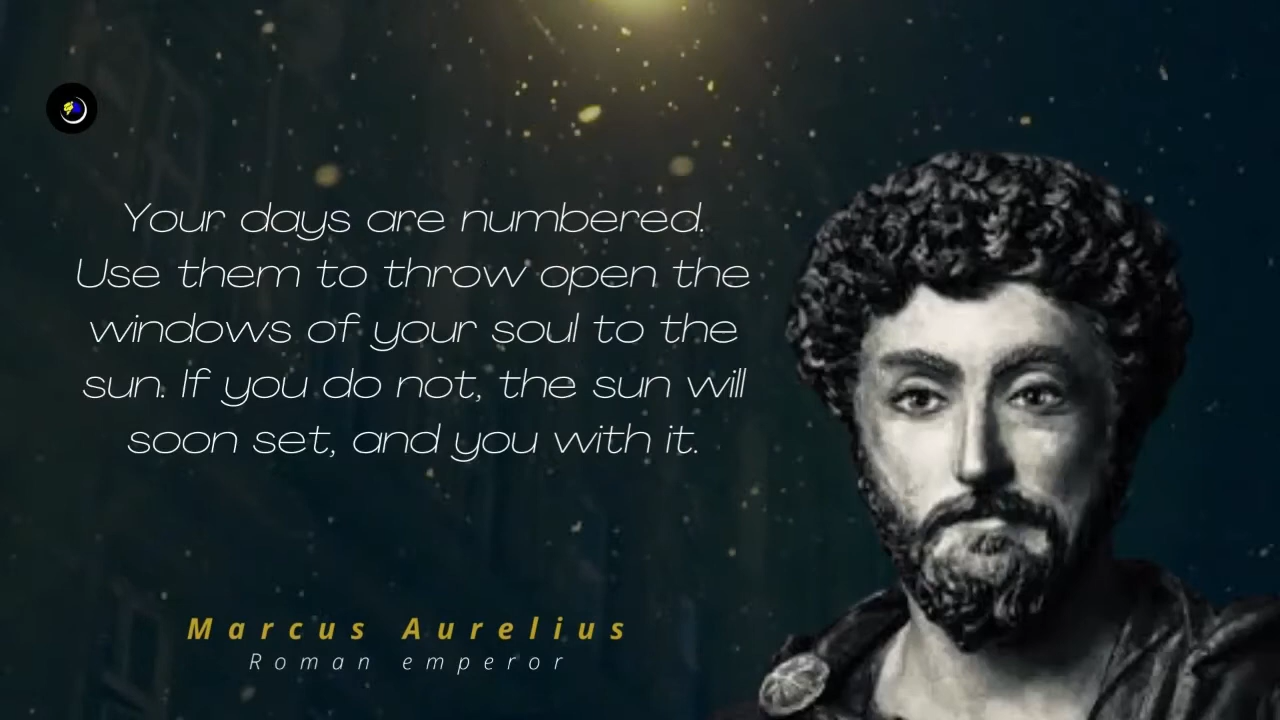 Your days are numbered.
Use them to throw open the
windows of your soul to the
sun. If you do not, the sun will
soon set, and you with it.
Marcus Aurelius
Roman emperor